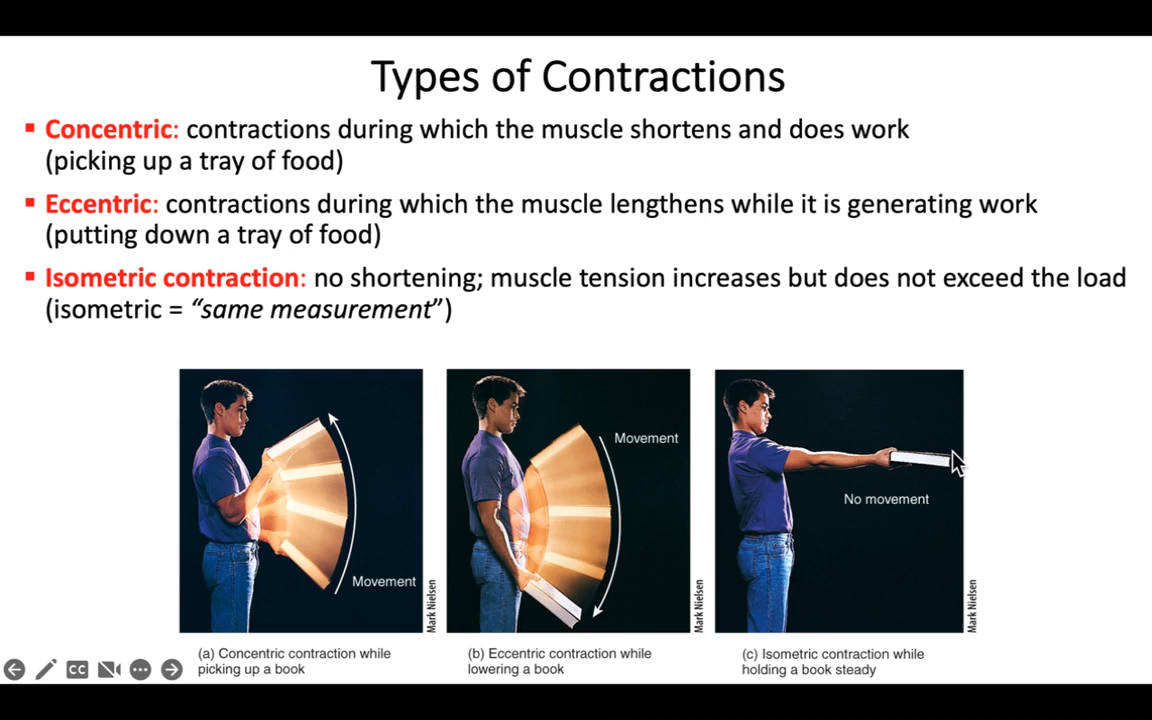 Types of Contractions
▪ Concentric: contractions during which the muscle shortens and does work
(picking up a tray of food)
▪ Eccentric: contractions during which the muscle lengthens while it is generating work
(putting down a tray of food)
▪ Isometric contraction: no shortening; muscle tension increases but does not exceed the load
(isometric = “same measurement”)
Movement
Mark Nielsen
(a) Concentric contraction while
picking up a book
Movement
Mark Nielsen
(b) Eccentric contraction while
lowering a book
No movement
Mark Nielsen
(c) Isometric contraction while
holding a book steady
CC